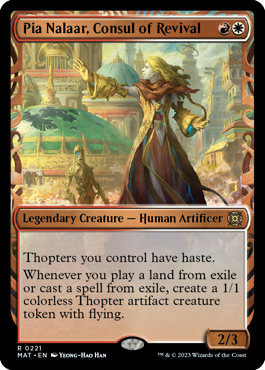 Pia Nalaar, Consul of Revival
Legendary Creature — Human Artificer
Thopters you control have haste.
Whenever you play a land from exile
or cast a spell from exile, create a 1/1
colorless Thopter artifact creature
token with flying.
2/3
R 0221
MAT • EN Yeong-Hao Han
™ & © 2023 Wizards of the Coast